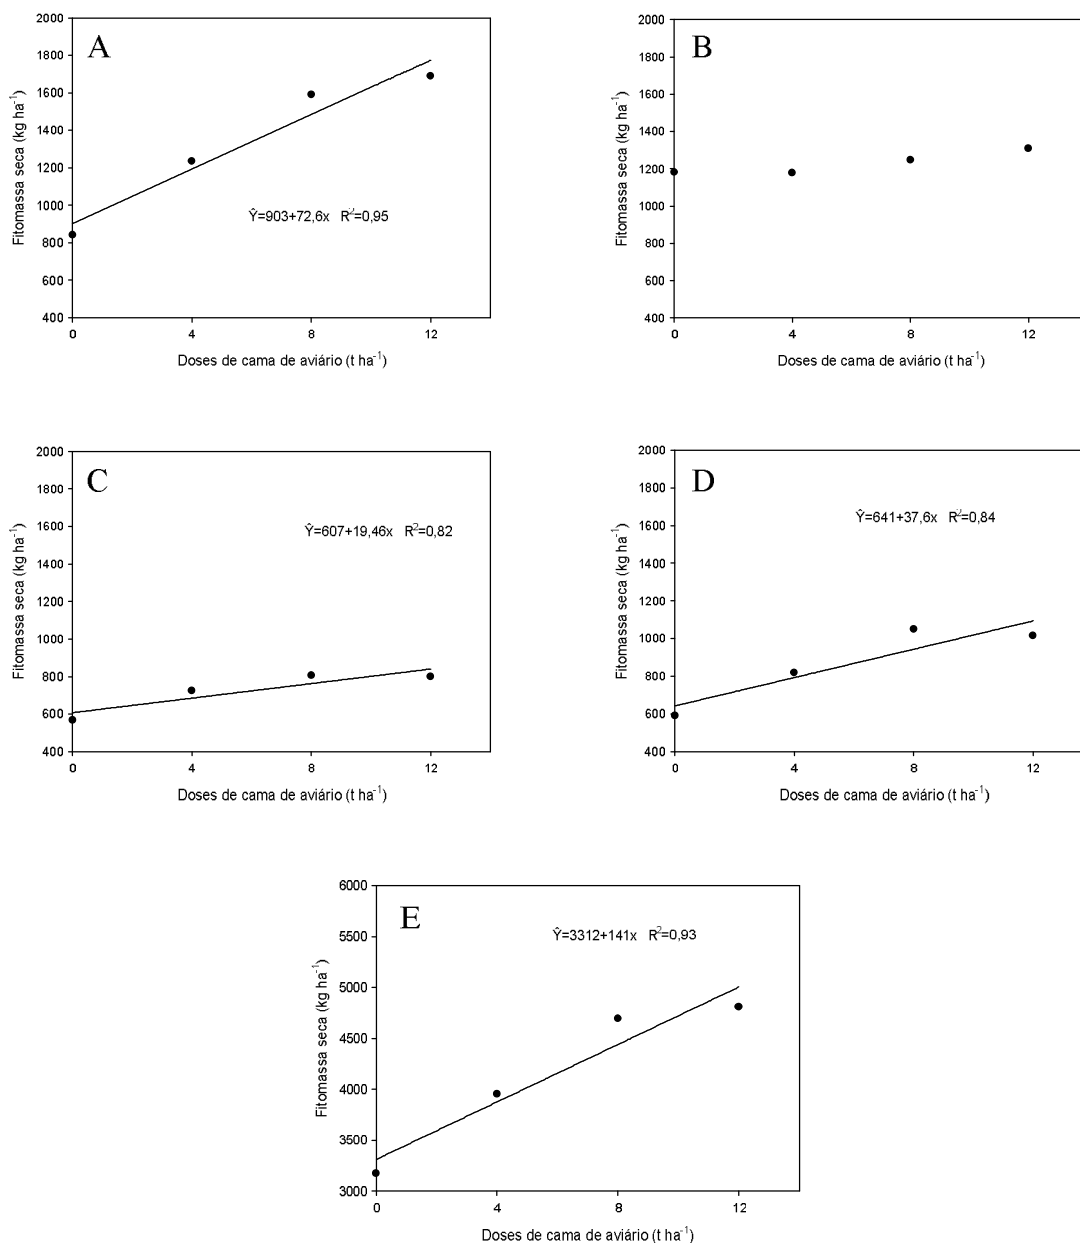 A
Fitomassa seca (kg ha-1)
2000
1800
1600
1400
1200
1000
800
600
400
Ŷ=903+72,6x R2=0,95
0 4 8 12
Doses de cama de aviário (t ha-1)
B
Fitomassa seca (kg ha-1)
2000
1800
1600
1400
1200
1000
800
600
400
0 4 8 12
Doses de cama de aviário (t ha-1)
C
Fitomassa seca (kg ha-1)
2000
1800
1600
1400
1200
1000
800
600
400
Ŷ=607+19,46x R2=0,82
0 4 8 12
Doses de cama de aviário (t ha-1)
D
Fitomassa seca (kg ha-1)
2000
1800
1600
1400
1200
1000
800
600
400
Ŷ=641+37,6x R2=0,84
0 4 8 12
Doses de cama de aviário (t ha-1)
E
Fitomassa seca (kg ha-1)
6000
5500
5000
4500
4000
3500
3000
Ŷ=3312+141x R2=0,93
0 4 8 12
Doses de cama de aviário (t ha-1)